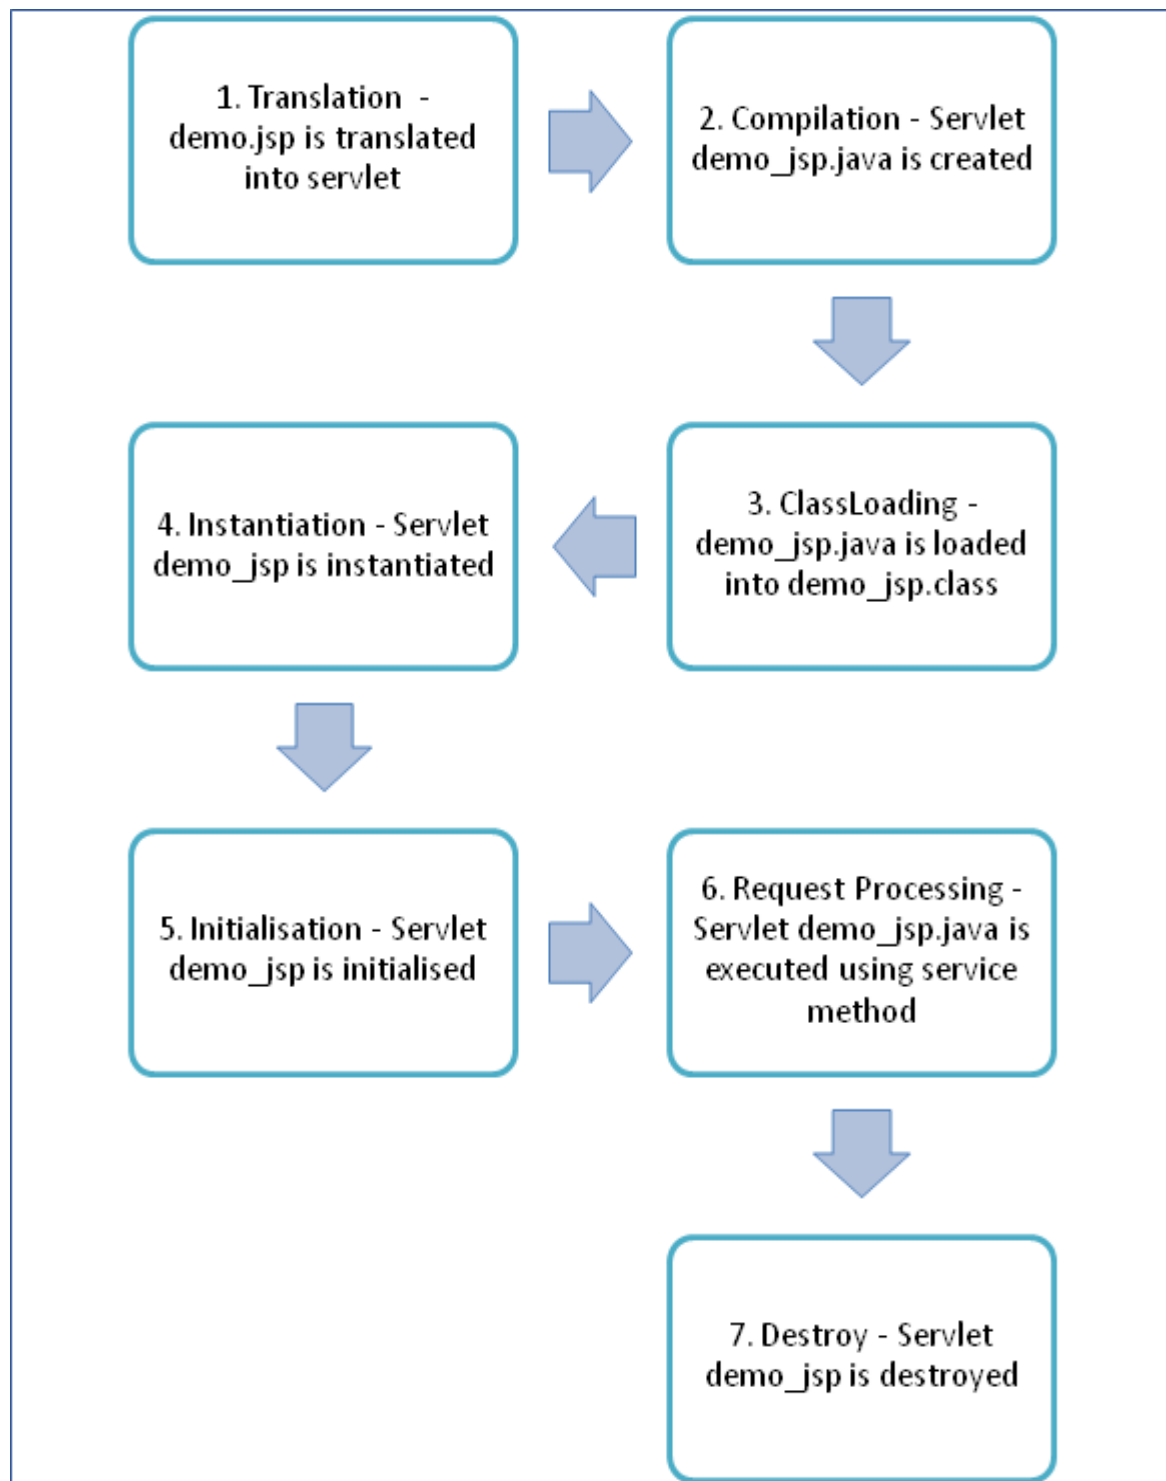 1. Translation -
demo.jsp is translated
into servlet
2. Compilation - Servlet
demo_jsp.java is created
3. ClassLoading -
demo_jsp.java is loaded
into demo_jsp.class
4. Instantiation - Servlet
demo_jsp is instantiated
5. Initialisation - Servlet
demo_jsp is initialised
6. Request Processing -
Servlet demo_jsp.java is
executed using service
method
7. Destroy - Servlet
demo_jsp is destroyed